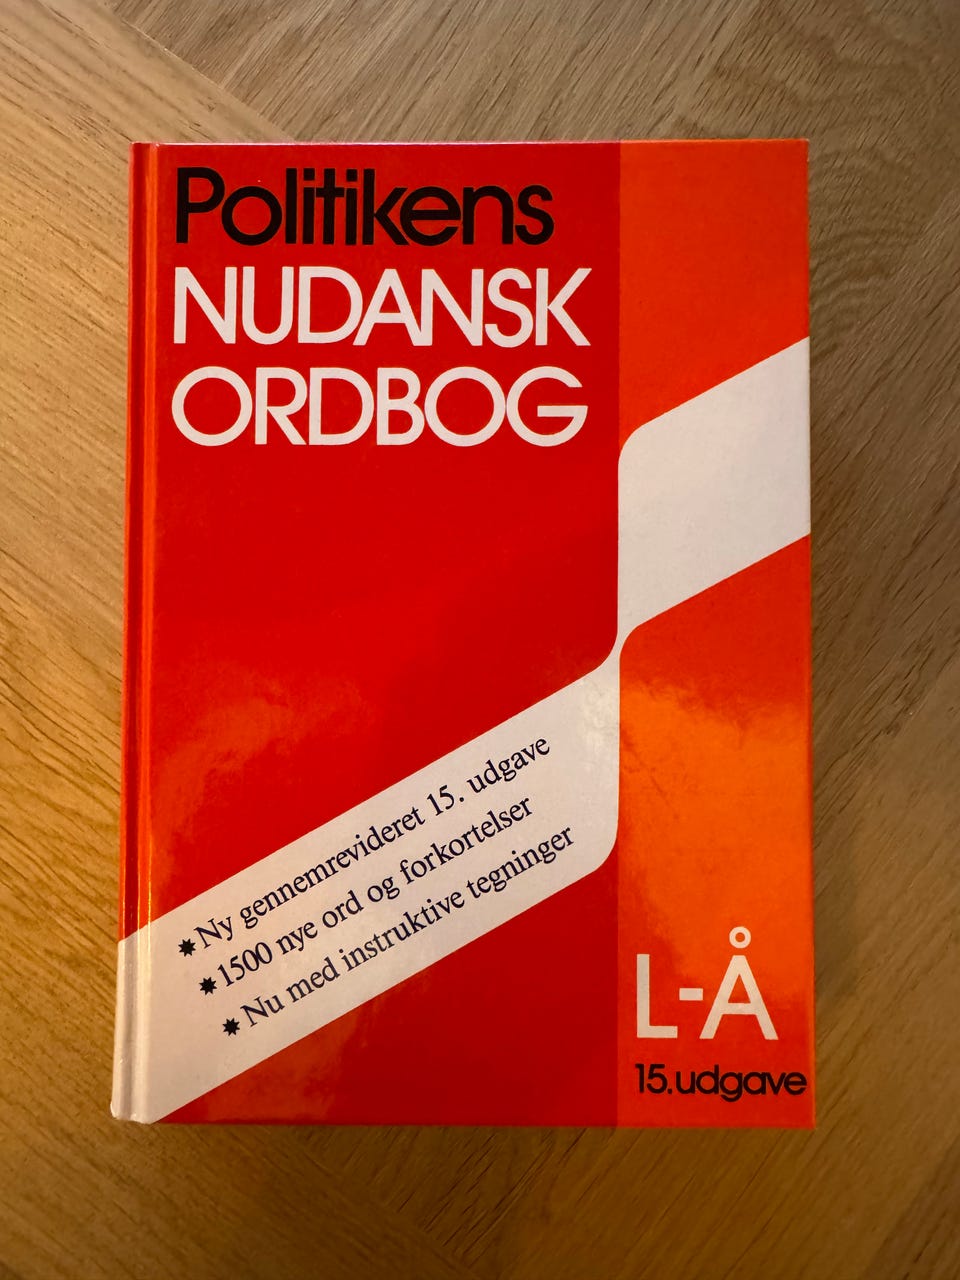 Politikens
NUDANSK
ORDBOG
✷ Ny gennemrevideret 15. udgave
✷ 1500 nye ord og forkortelser
✷ Nu med instruktive tegninger
L-Å
15. udgave